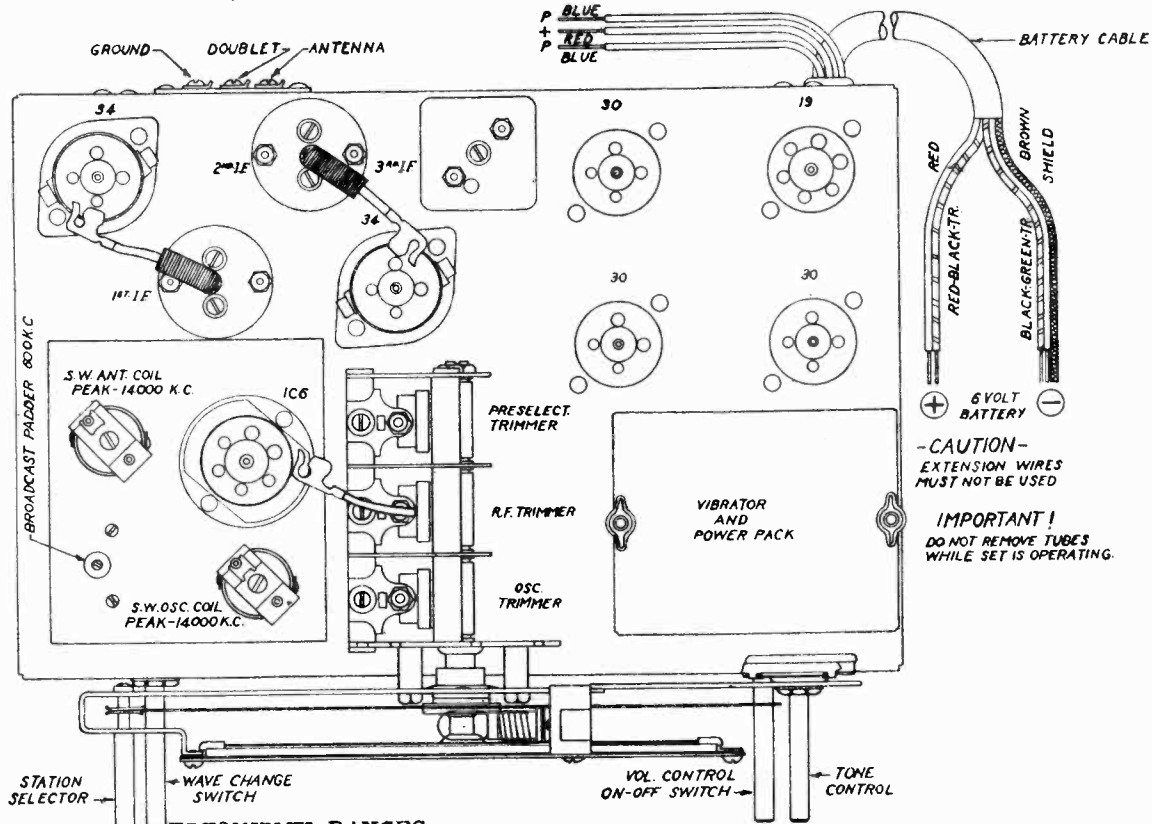 P BLUE
+ RED
P BLUE
BATTERY CABLE
GROUND
DOUBLET
ANTENNA
34
2ND I.F
3RD I.F
30
19
RED
BROWN
SHIELD
34
1ST. I.F
30
30
RED-BLACK-TR.
BLACK-GREEN-TR.
BROADCAST PADDER 600 K.C
S.W. ANT. COIL
PEAK-14000 K.C.
1C6
PRESELECT.
TRIMMER
+ 6 VOLT -
BATTERY
-CAUTION-
EXTENSION WIRES
MUST NOT BE USED
R.F. TRIMMER
VIBRATOR
AND
POWER PACK
IMPORTANT!
DO NOT REMOVE TUBES
WHILE SET IS OPERATING.
OSC.
TRIMMER
S.W. OSC. COIL
PEAK-14000 K.C.
STATION
SELECTOR
WAVE CHANGE
SWITCH
VOL. CONTROL
ON-OFF SWITCH
TONE
CONTROL